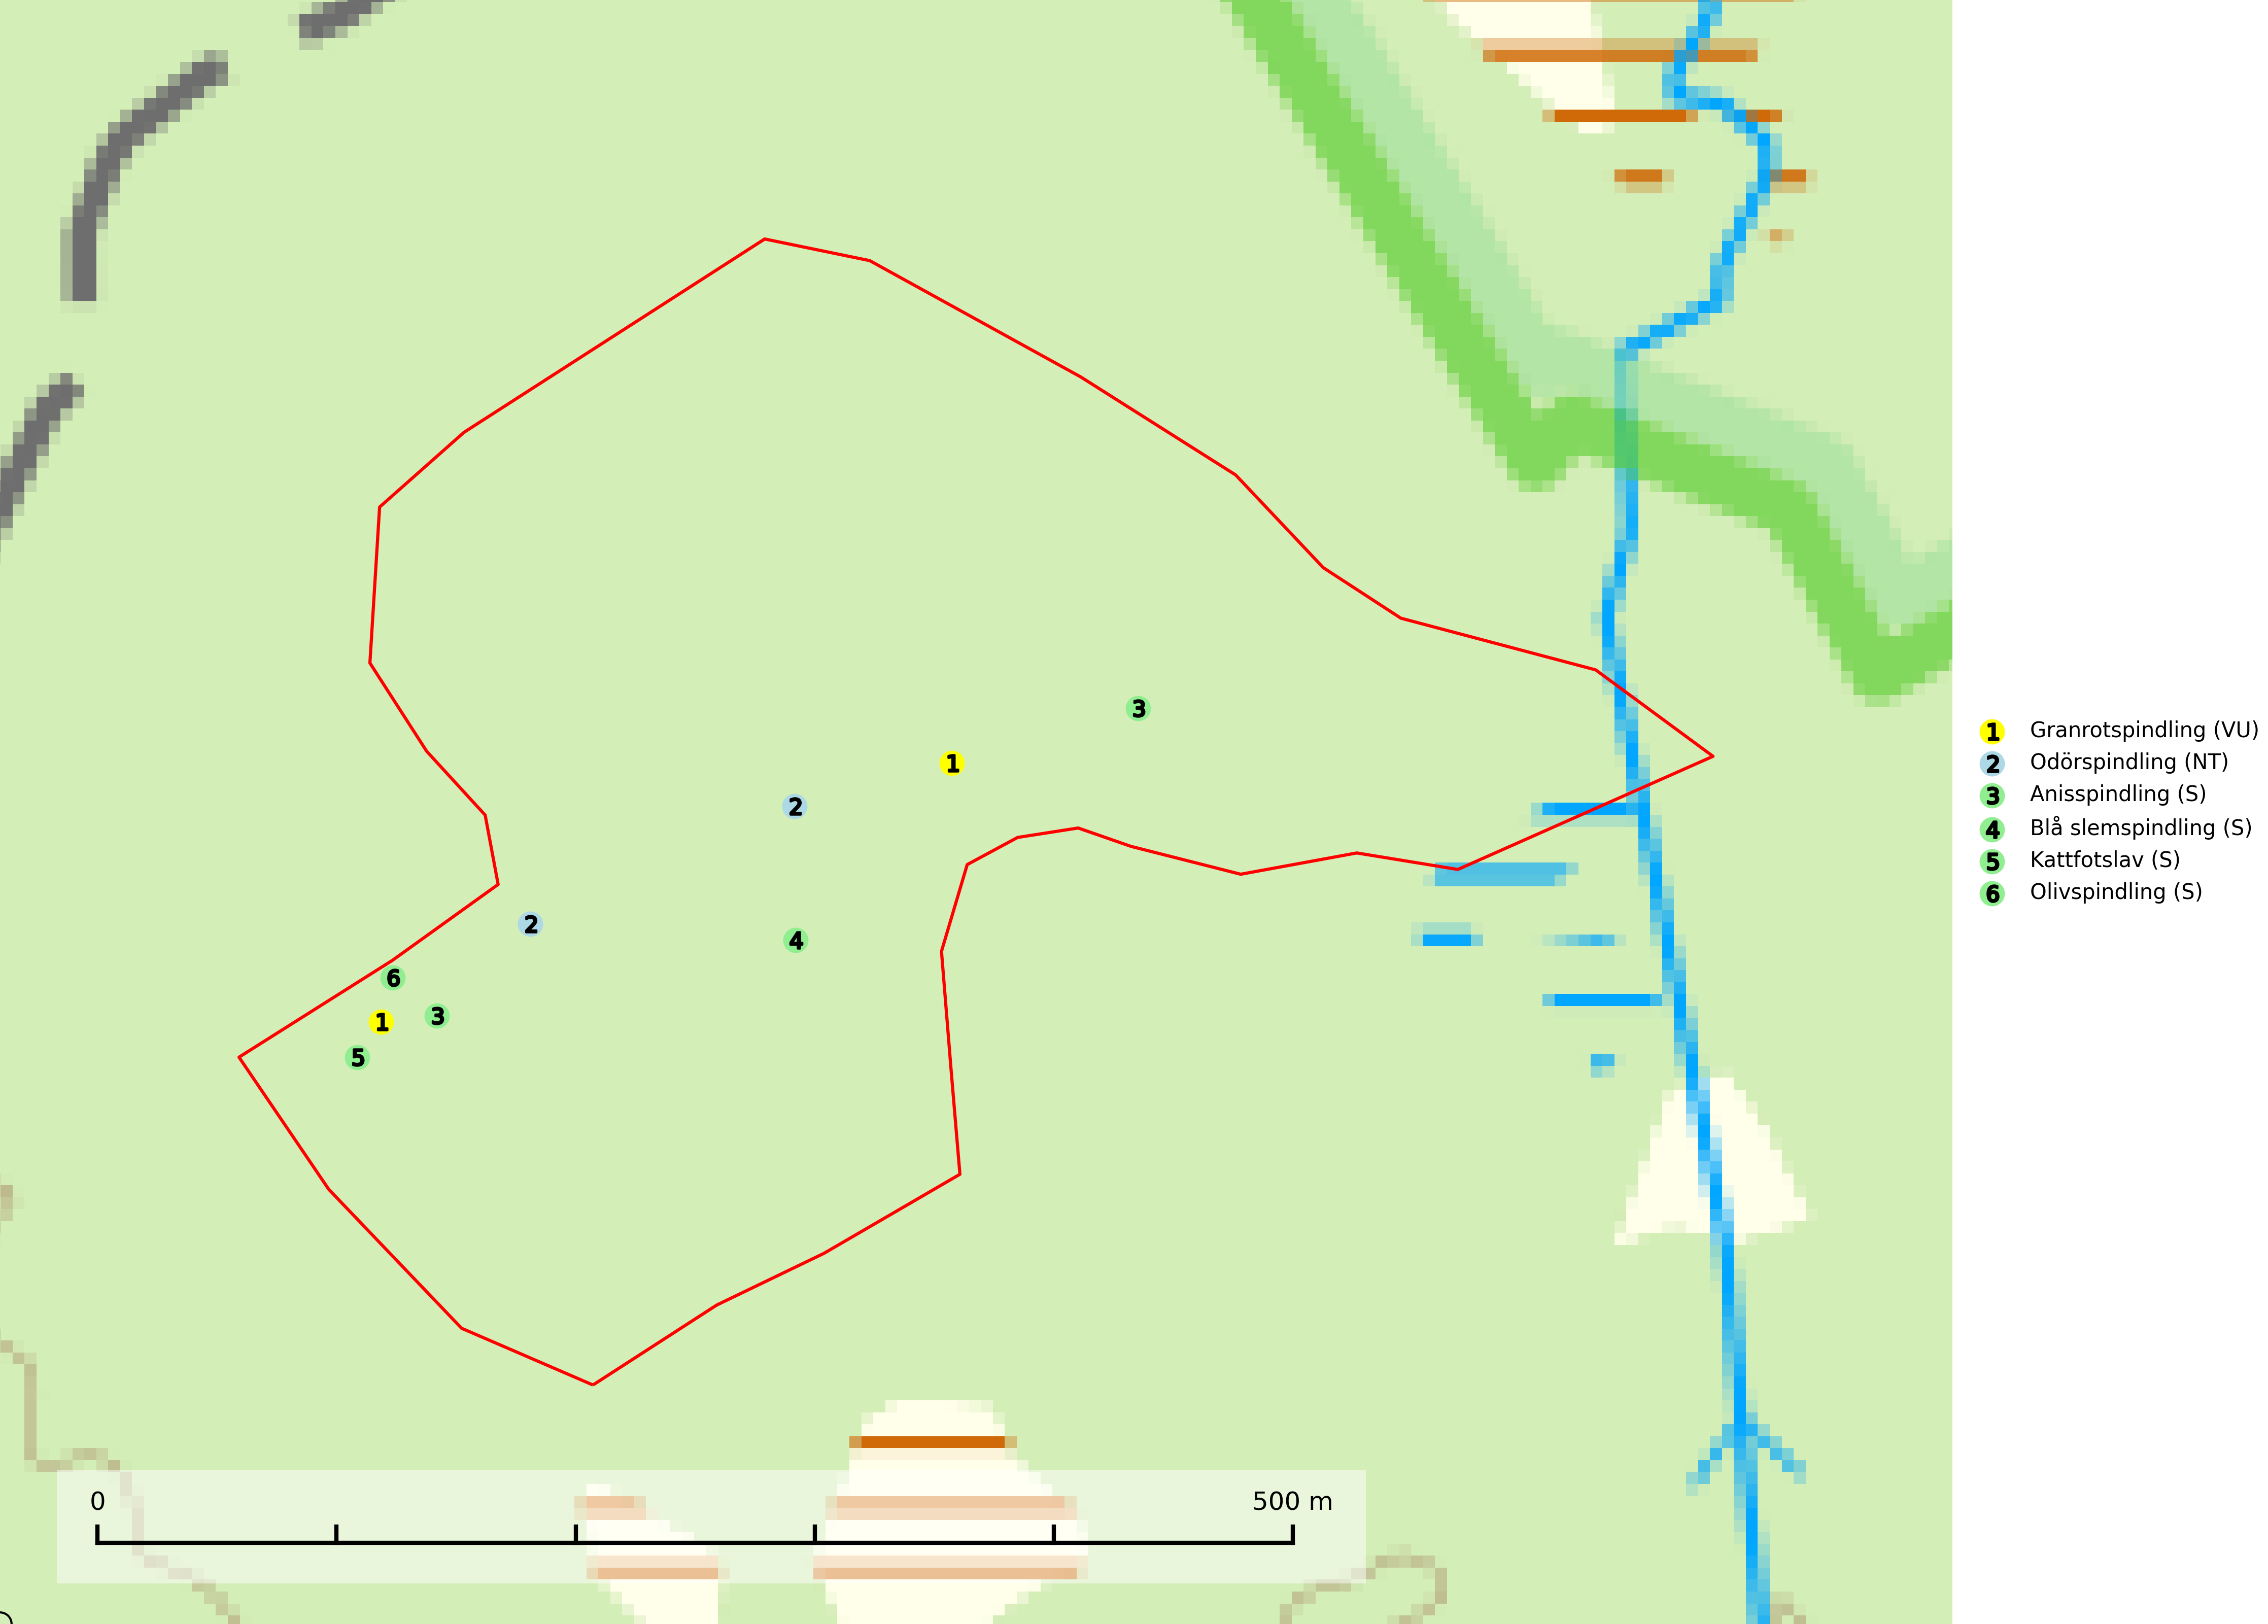 3
1
2
2
4
6
3
1
5
1 Granrotspindling (VU)
2 Odörspindling (NT)
3 Anisspindling (S)
4 Blå slemspindling (S)
5 Kattfotslav (S)
6 Olivspindling (S)
0 500 m